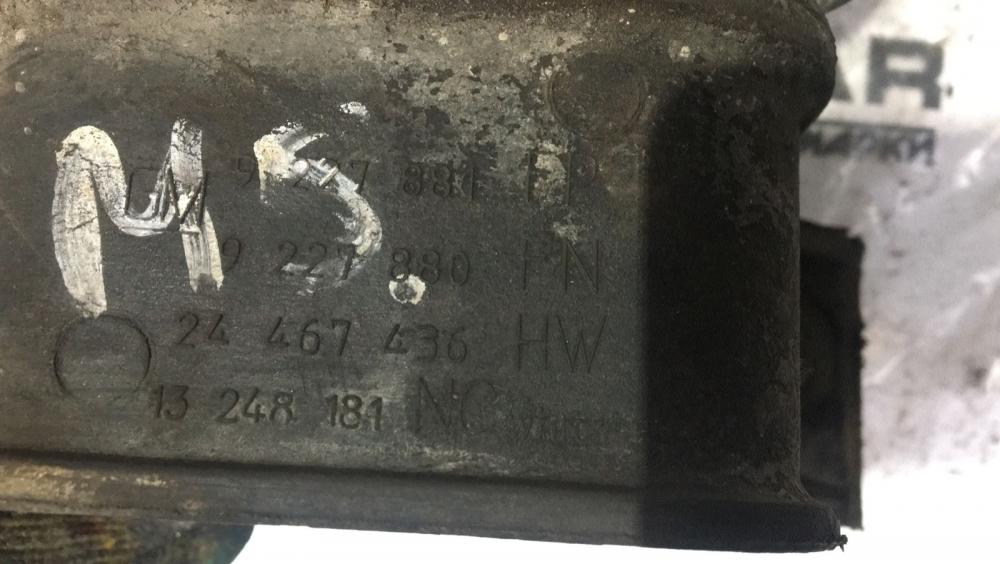 AR
МАРКИ
MS.
GM 9 227 881 FP
9 227 880 FN
24 467 436 HW
13 248 181 NC